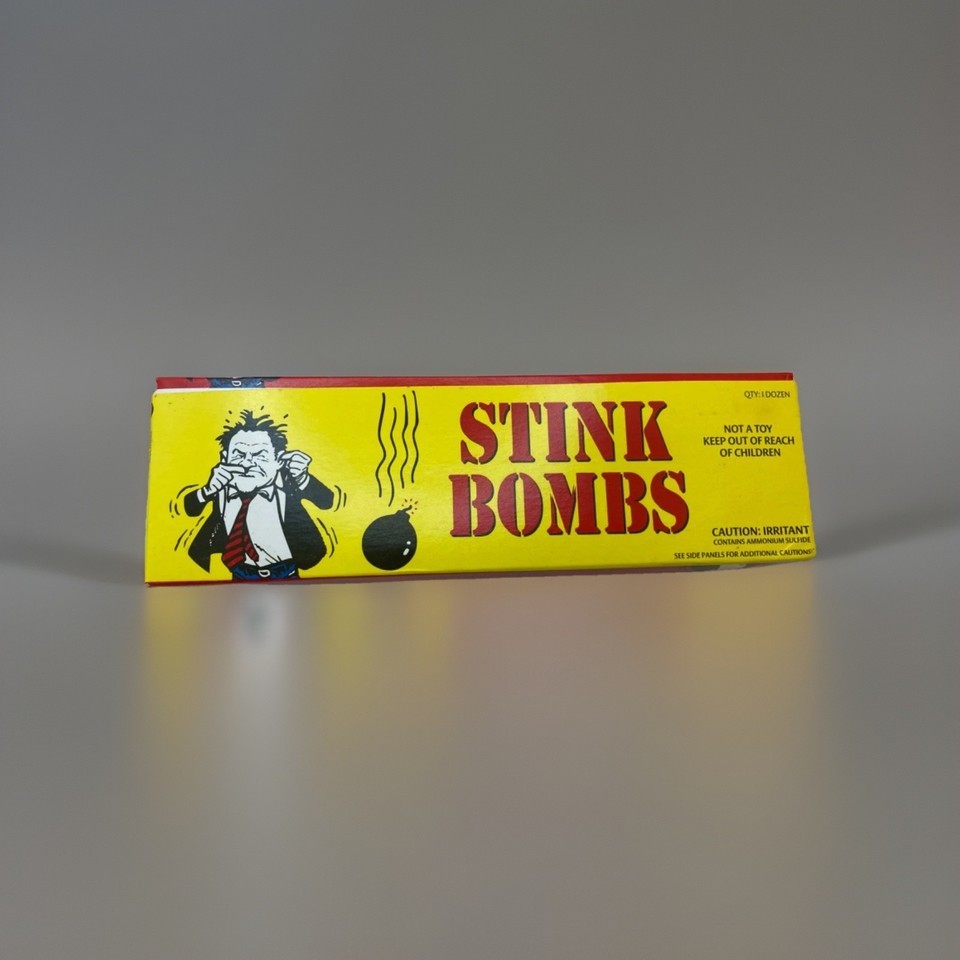 STINK
BOMBS
QTY: 1 DOZEN
NOT A TOY
KEEP OUT OF REACH
OF CHILDREN
CAUTION: IRRITANT
CONTAINS AMMONIUM SULFIDE
SEE SIDE PANELS FOR ADDITIONAL CAUTIONS